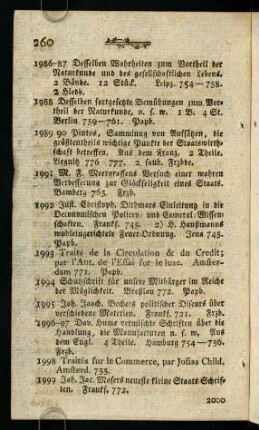 260
1986-87 Desselben Wahrheiten zum Vortheil der
Naturkunde und des gesellschaftlichen Lebens.
2 Bände. 12 Stück. Leipz. 754—758.
2 Hlbdb.
1988 Desselben fortgesetzte Bemühungen zum Vor-
theil der Naturkunde, u. s. w. 1 B. 4 St.
Berlin 759—761. Papb.
1989 90 Pintos, Sammlung von Aufsätzen, die
größtentheils wichtige Punkte der Staatswirth-
schaft betreffen. Aus dem Franz. 2 Theile.
Liegnitz 776-777. 2 saub. Frzbde.
1991 M. F. Meergraffens Versuch einer wahren
Verbesserung zur Glückseligkeit eines Staats.
Bamberg 765. Frzb.
1992 Just. Christoph. Dithmars Einleitung in die
Oeconomischen Policey- und Cameral-Wissen-
schaften. Frankf. 745. 2) H. Haußmanns
wohleingerichtete Feuer-Ordnung. Jena 745.
Papb.
1993 Traité de la Circulation & du Credit;
par l'Aut. de l'Essai sur le luxe. Amster-
dam 771. Papb.
1994 Schutzschrift für unsere Mitbürger im Reiche
der Möglichkeit. Breßlau 772. Papb.
1995 Joh. Joach. Bechers politischer Discurs über
verschiedene Materien. Frankf. 721. Frzb.
1996-97 Dav. Hume vermischte Schriften über die
Handlung, die Manufacturen u. s. w. Aus
dem Engl. 4 Theile. Hamburg 754—756.
Frzb.
1998 Traités sur le Commerce, par Josias Child.
Amsterd. 755.
1999 Joh. Jac. Mosers neueste kleine Staats Schrif-
ten. Frankf. 772.
2000